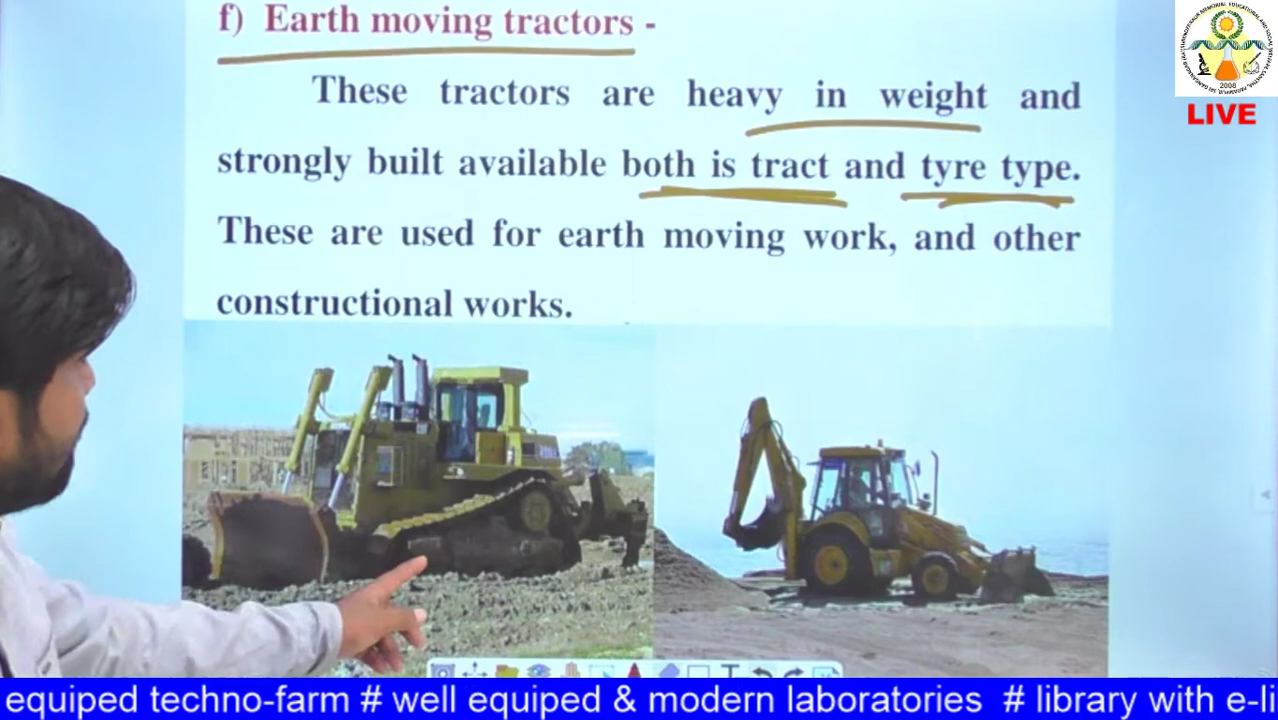 f) Earth moving tractors -
These tractors are heavy in weight and
strongly built available both is tract and tyre type.
These are used for earth moving work, and other
constructional works.
2008
LIVE
equiped techno-farm # well equiped & modern laboratories # library with e-li